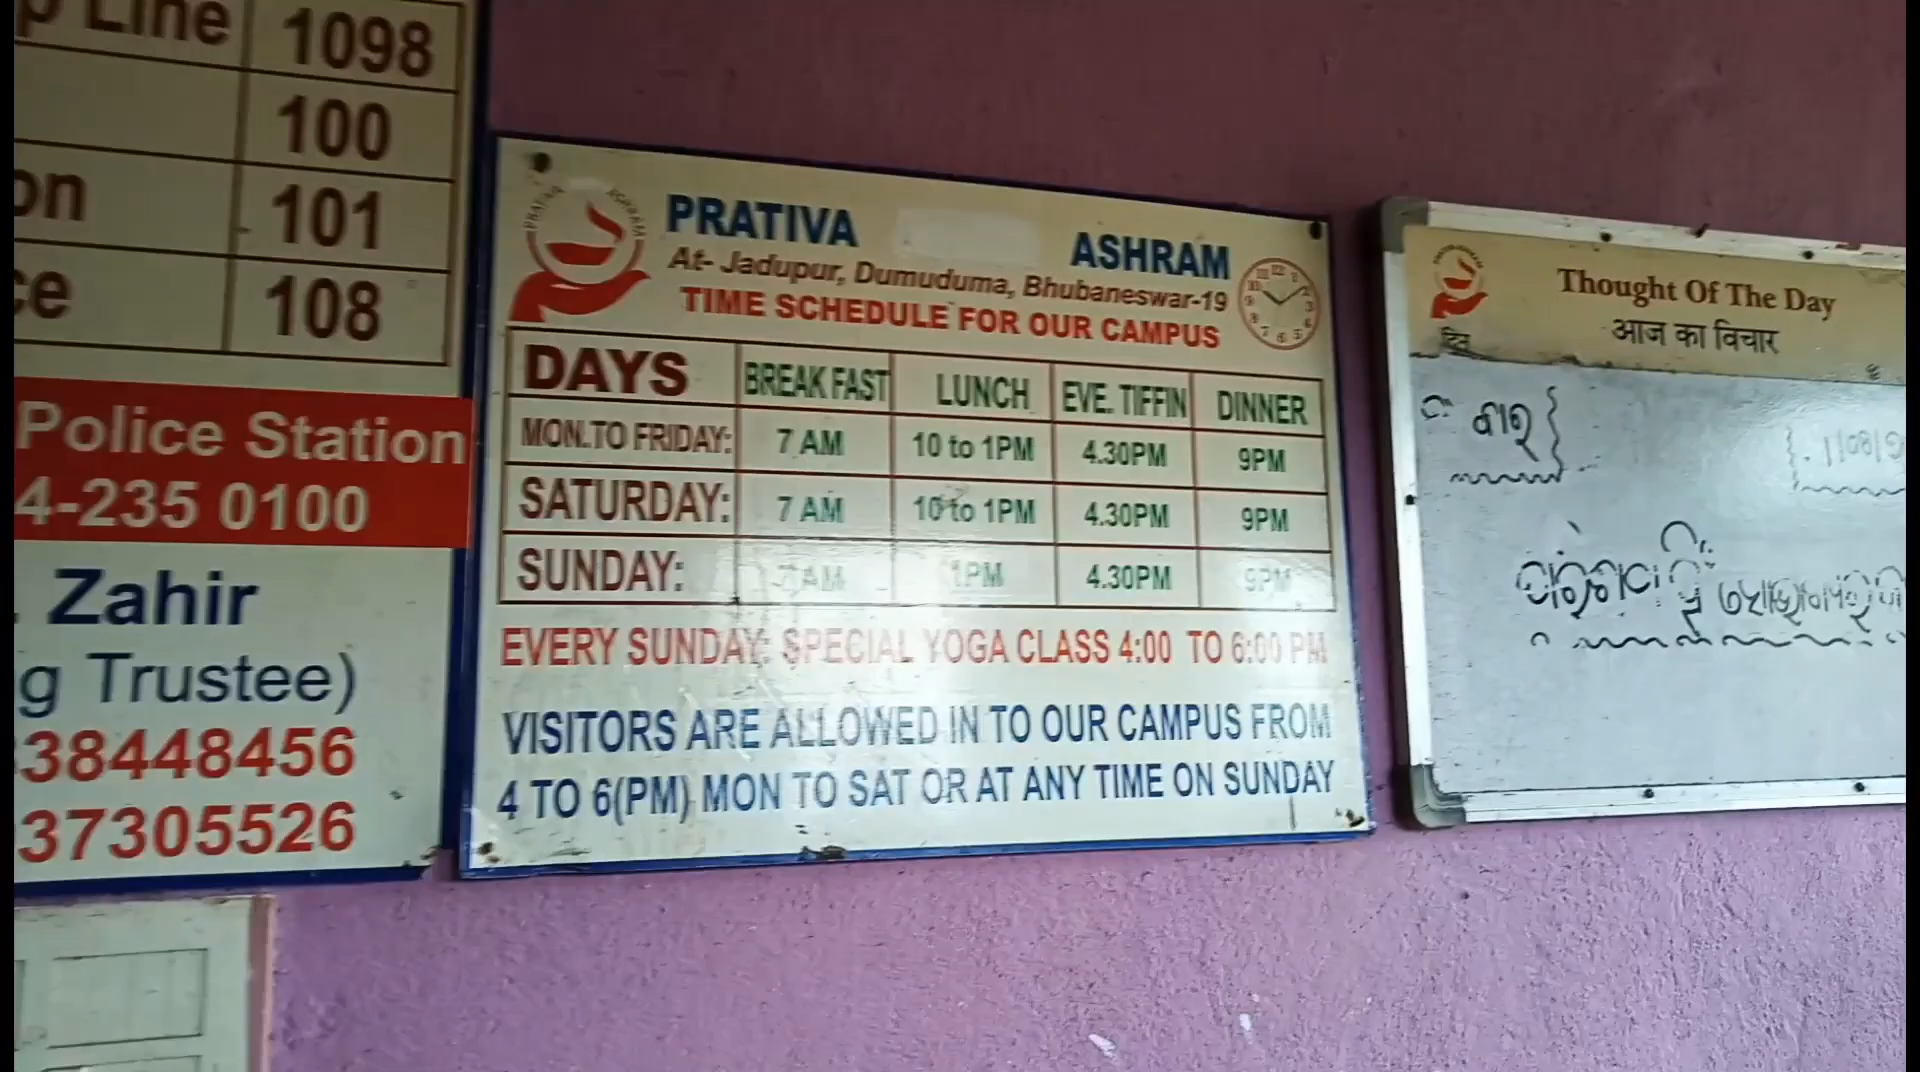 p Line 1098
100
on 101
ce 108
Police Station
4-235 0100
. Zahir
g Trustee)
38448456
37305526
PRATIVA ASHRAM
At- Jadupur, Dumuduma, Bhubaneswar-19
TIME SCHEDULE FOR OUR CAMPUS
DAYS BREAK FAST LUNCH EVE. TIFFIN DINNER
MON.TO FRIDAY: 7 AM 10 to 1PM 4.30PM 9PM
SATURDAY: 7 AM 10 to 1PM 4.30PM 9PM
SUNDAY: 7 AM 1PM 4.30PM 9PM
EVERY SUNDAY: SPECIAL YOGA CLASS 4:00 TO 6:00 PM
VISITORS ARE ALLOWED IN TO OUR CAMPUS FROM
4 TO 6(PM) MON TO SAT OR AT ANY TIME ON SUNDAY
Thought Of The Day
आज का विचार
दिन